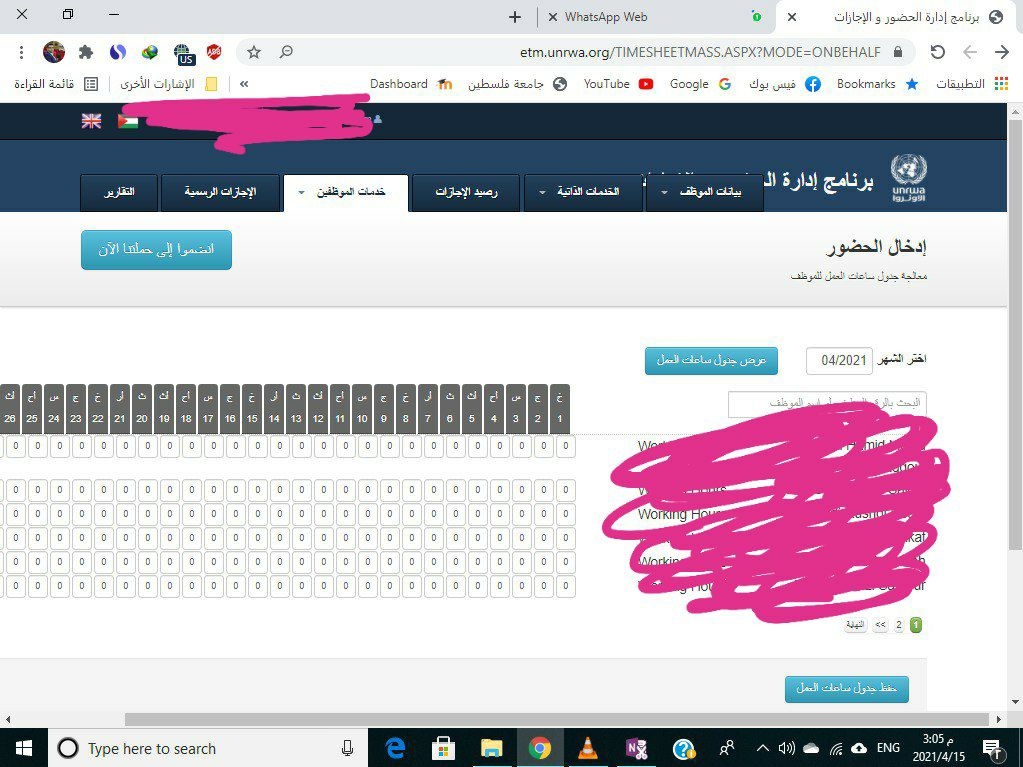 برنامج إدارة الحضور و الإجازات
WhatsApp Web
etm.unrwa.org/TIMESHEETMASS.ASPX?MODE=ONBEHALF
US
ABP
التطبيقات Bookmarks فيس بوك Google YouTube جامعة فلسطين Dashboard » الإشارات الأخرى قائمة القراءة
unrwa
الأونروا
برنامج إدارة
بيانات الموظف الخدمات الذاتية رصيد الإجازات خدمات الموظفين الإجازات الرسمية التقارير
إدخال الحضور
انضموا إلى حملتنا الآن
معالجة جدول ساعات العمل للموظف
اختر الشهر 04/2021 عرض جدول ساعات العمل
خ ج س أح أث ث أر خ ج س أح أث ث أر خ ج س أح أث ث أر خ ج س أح أث
1 2 3 4 5 6 7 8 9 10 11 12 13 14 15 16 17 18 19 20 21 22 23 24 25 26
0 0 0 0 0 0 0 0 0 0 0 0 0 0 0 0 0 0 0 0 0 0 0 0 0 0
0 0 0 0 0 0 0 0 0 0 0 0 0 0 0 0 0 0 0 0 0 0 0 0 0 0
Working 0 0 0 0 0 0 0 0 0 0 0 0 0 0 0 0 0 0 0 0 0 0 0 0 0 0
0 0 0 0 0 0 0 0 0 0 0 0 0 0 0 0 0 0 0 0 0 0 0 0 0 0
0 0 0 0 0 0 0 0 0 0 0 0 0 0 0 0 0 0 0 0 0 0 0 0 0 0
0 0 0 0 0 0 0 0 0 0 0 0 0 0 0 0 0 0 0 0 0 0 0 0 0 0
1 2 >> النهاية
حفظ جدول ساعات العمل
Type here to search
ENG
3:05 م
2021/4/15